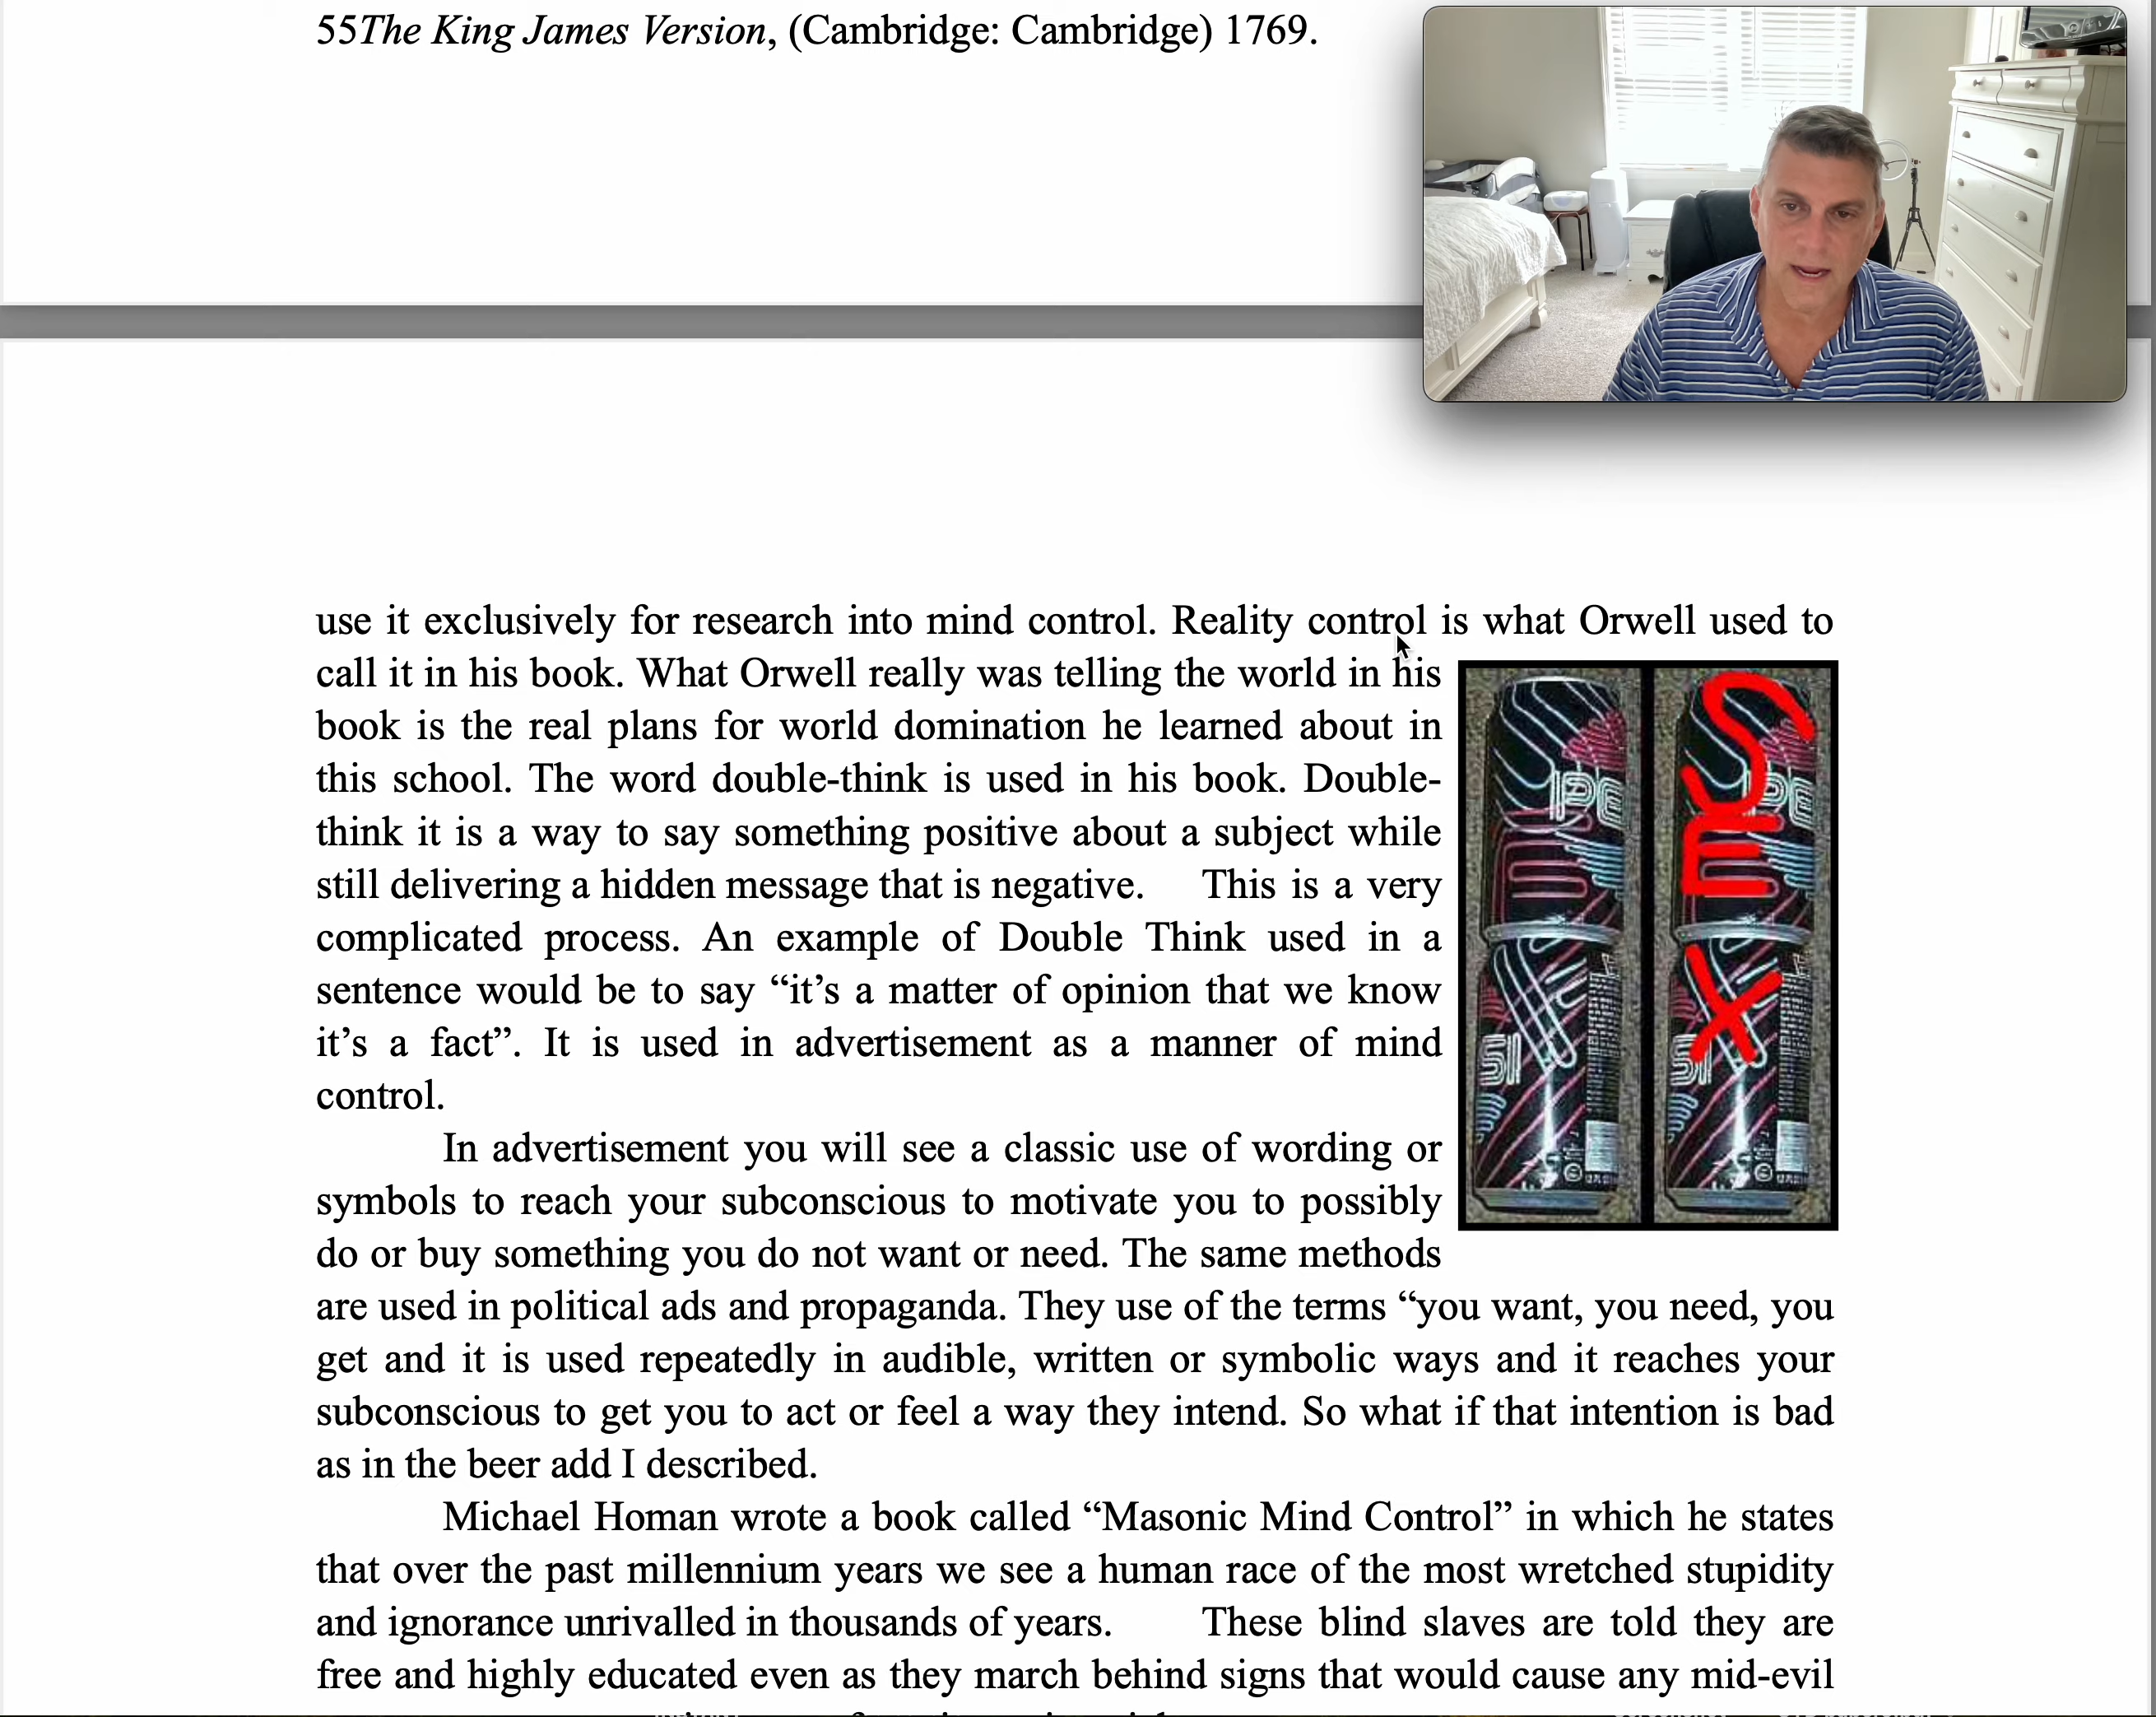 55The King James Version, (Cambridge: Cambridge) 1769.
use it exclusively for research into mind control. Reality control is what Orwell used to
call it in his book. What Orwell really was telling the world in his
book is the real plans for world domination he learned about in
this school. The word double-think is used in his book. Double-
think it is a way to say something positive about a subject while
still delivering a hidden message that is negative. This is a very
complicated process. An example of Double Think used in a
sentence would be to say “it’s a matter of opinion that we know
it’s a fact”. It is used in advertisement as a manner of mind
control.
In advertisement you will see a classic use of wording or
symbols to reach your subconscious to motivate you to possibly
do or buy something you do not want or need. The same methods
are used in political ads and propaganda. They use of the terms “you want, you need, you
get and it is used repeatedly in audible, written or symbolic ways and it reaches your
subconscious to get you to act or feel a way they intend. So what if that intention is bad
as in the beer add I described.
Michael Homan wrote a book called “Masonic Mind Control” in which he states
that over the past millennium years we see a human race of the most wretched stupidity
and ignorance unrivalled in thousands of years. These blind slaves are told they are
free and highly educated even as they march behind signs that would cause any mid-evil
PE
SI
PE
SI
SEX